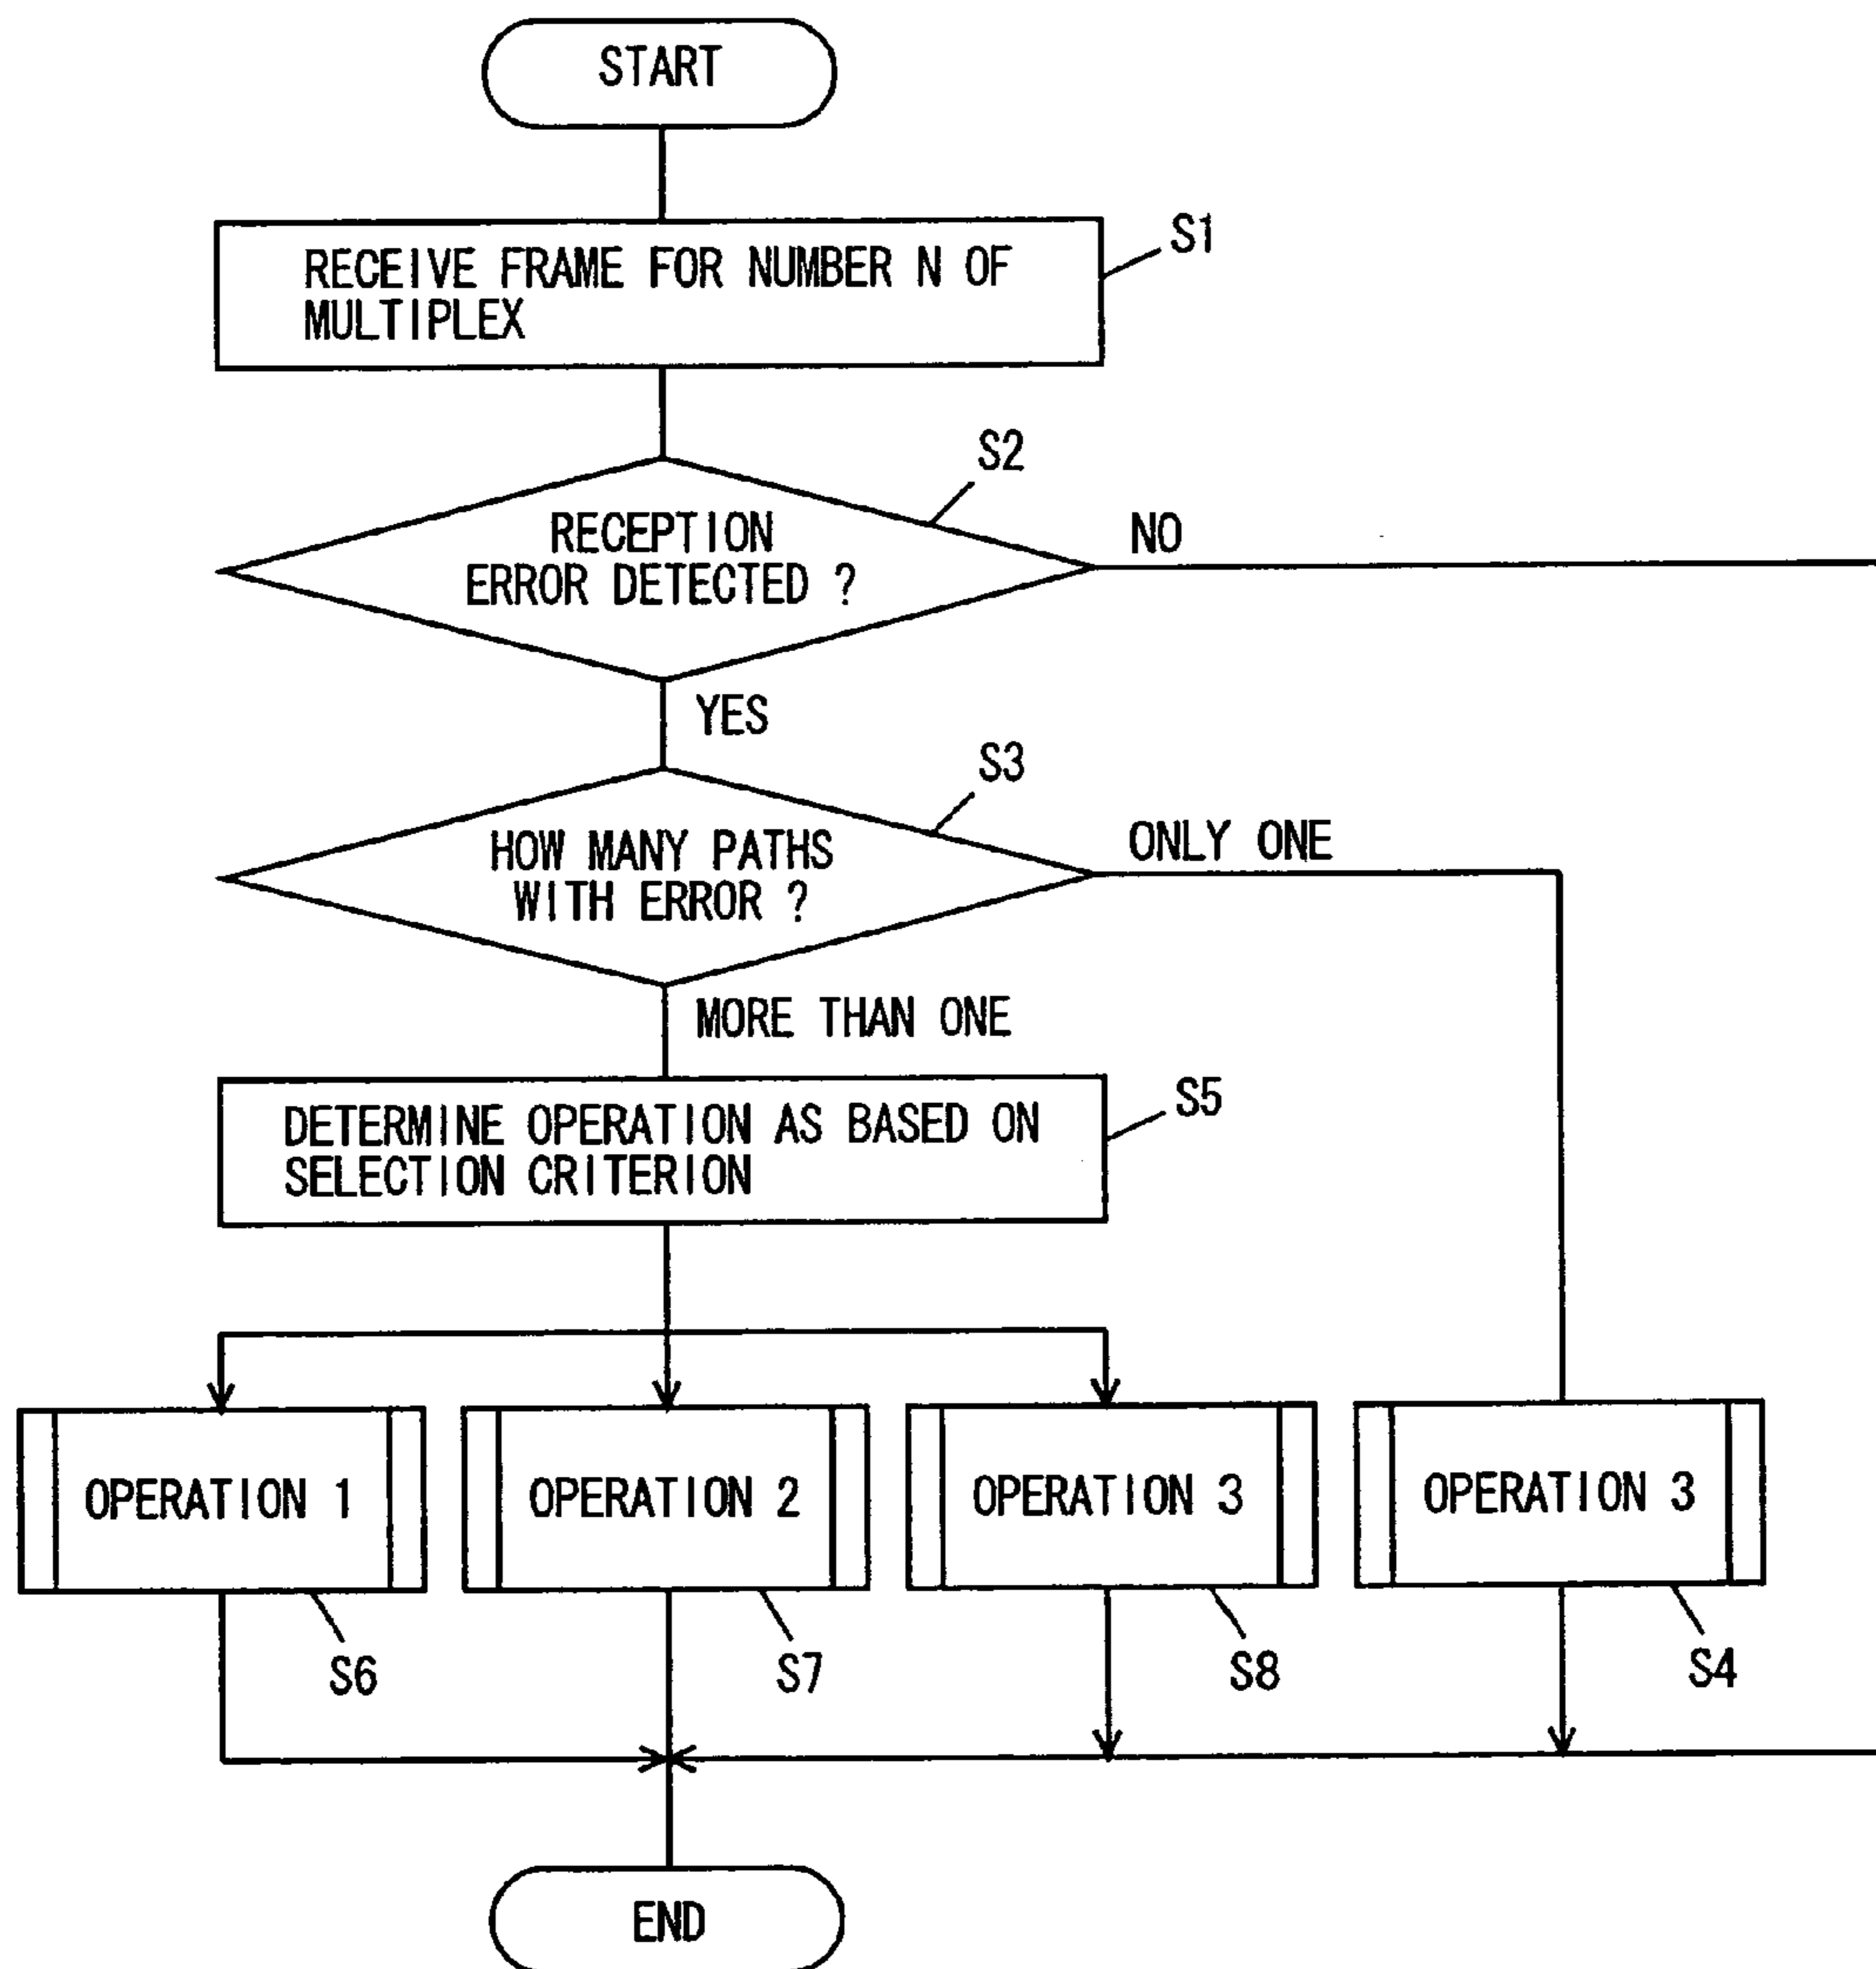 START
S1
RECEIVE FRAME FOR NUMBER N OF
MULTIPLEX
S2
RECEPTION
ERROR DETECTED ?
NO
YES
S3
HOW MANY PATHS
WITH ERROR ?
ONLY ONE
MORE THAN ONE
S5
DETERMINE OPERATION AS BASED ON
SELECTION CRITERION
OPERATION 1
OPERATION 2
OPERATION 3
OPERATION 3
S6
S7
S8
S4
END